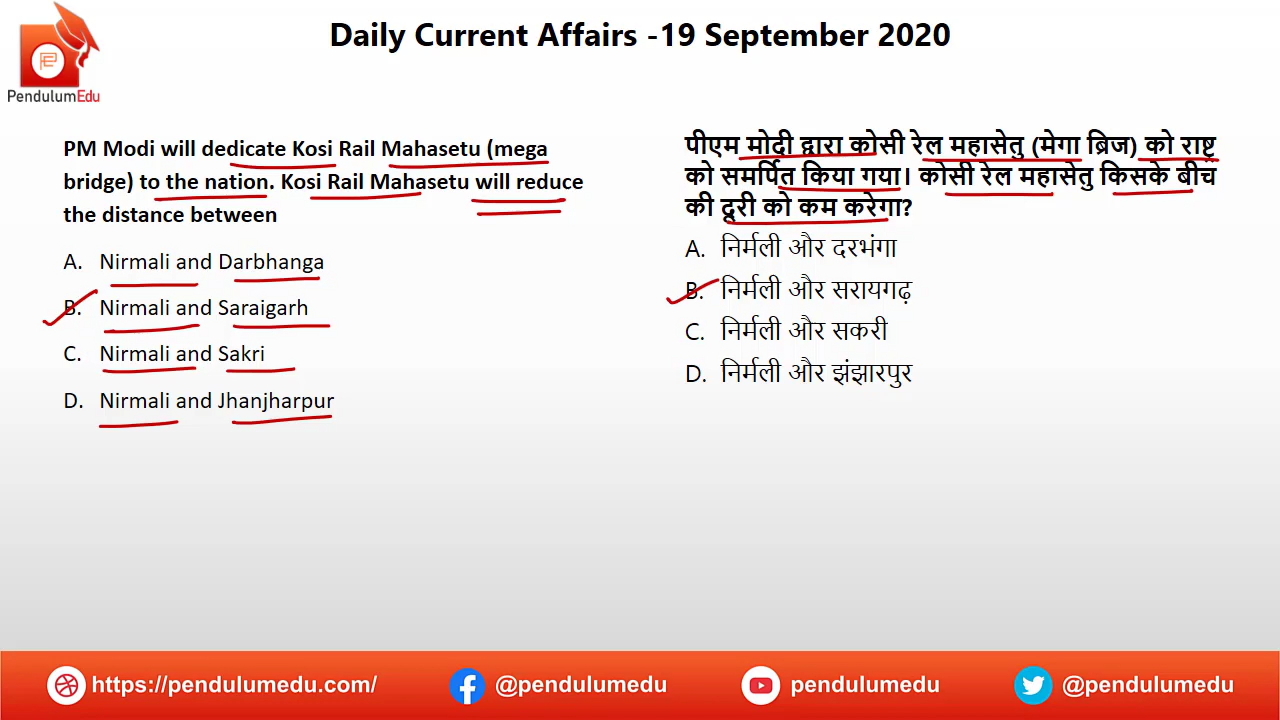 Daily Current Affairs -19 September 2020
PendulumEdu
PM Modi will dedicate Kosi Rail Mahasetu (mega
bridge) to the nation. Kosi Rail Mahasetu will reduce
the distance between
A. Nirmali and Darbhanga
B. Nirmali and Saraigarh
C. Nirmali and Sakri
D. Nirmali and Jhanjharpur
पीएम मोदी द्वारा कोसी रेल महासेतु (मेगा ब्रिज) को राष्ट्र
को समर्पित किया गया। कोसी रेल महासेतु किसके बीच
की दूरी को कम करेगा?
A. निर्मली और दरभंगा
B. निर्मली और सरायगढ़
C. निर्मली और सकरी
D. निर्मली और झंझारपुर
https://pendulumedu.com/
@pendulumedu
pendulumedu
@pendulumedu